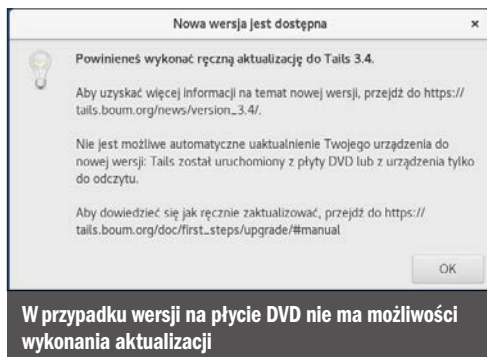 Nowa wersja jest dostępna
×
Powinieneś wykonać ręczną aktualizację do Tails 3.4.
Aby uzyskać więcej informacji na temat nowej wersji, przejdź do https://
tails.boum.org/news/version_3.4/.
Nie jest możliwe automatyczne uaktualnienie Twojego urządzenia do
nowej wersji: Tails został uruchomiony z płyty DVD lub z urządzenia tylko
do odczytu.
Aby dowiedzieć się jak ręcznie zaktualizować, przejdź do https://
tails.boum.org/doc/first_steps/upgrade/#manual
OK
W przypadku wersji na płycie DVD nie ma możliwości
wykonania aktualizacji